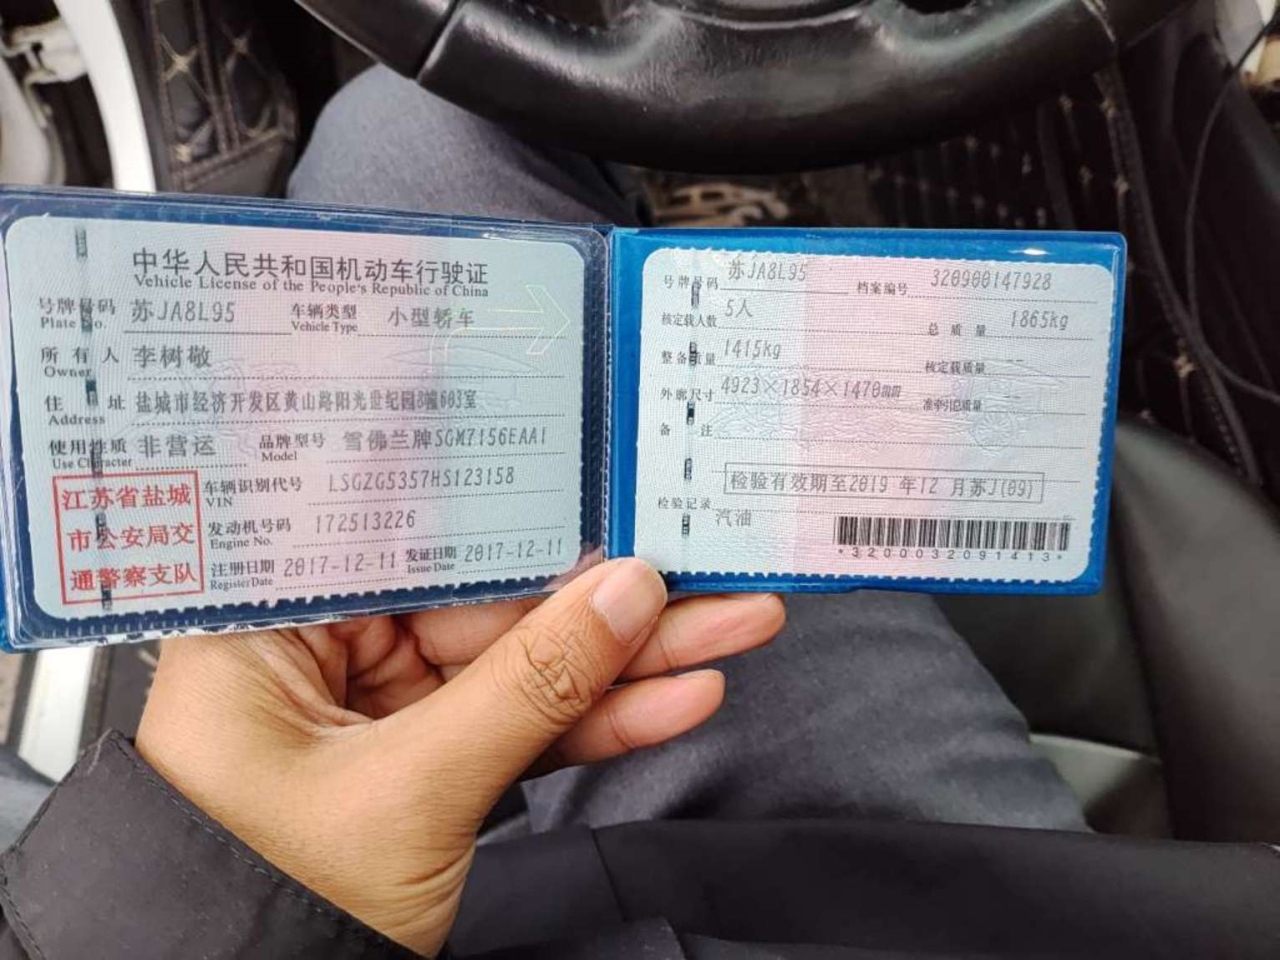 中华人民共和国机动车行驶证
Vehicle License of the People's Republic of China
号牌号码 苏JA8L95 车辆类型 小型轿车
Plate No. Vehicle Type
所有人 李树敬
Owner
住址 盐城市经济开发区黄山路阳光世纪园3幢603室
Address
使用性质 非营运 品牌型号 雪佛兰牌SGM7156EAA1
Use Character Model
江苏省盐城
市公安局交
通警察支队
车辆识别代号 LSGZG5357HS123158
VIN
发动机号码 172513226
Engine No.
注册日期 2017-12-11 发证日期 2017-12-11
Register Date Issue Date
号牌号码 苏JA8L95 档案编号 320900147928
核定载人数 5人 总质量 1865kg
整备质量 1415kg 核定载质量 --
外廓尺寸 4923×1854×1470mm 准牵引总质量 --
备注
检验有效期至2019 年12 月苏J(09)
检验记录
汽油
*3200032091413*